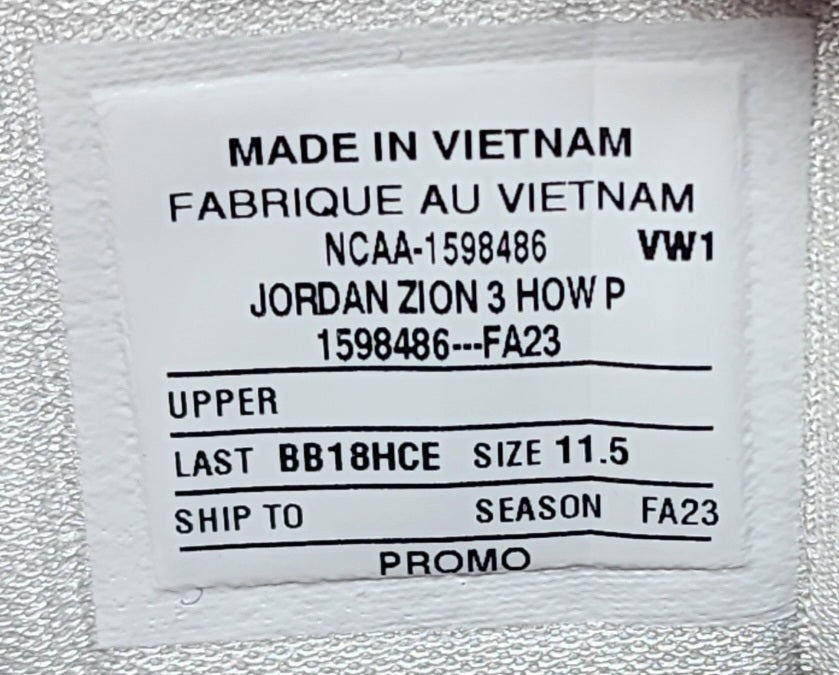 MADE IN VIETNAM
FABRIQUE AU VIETNAM
NCAA-1598486 VW1
JORDAN ZION 3 HOW P
1598486---FA23
UPPER
LAST BB18HCE SIZE 11.5
SHIP TO SEASON FA23
PROMO